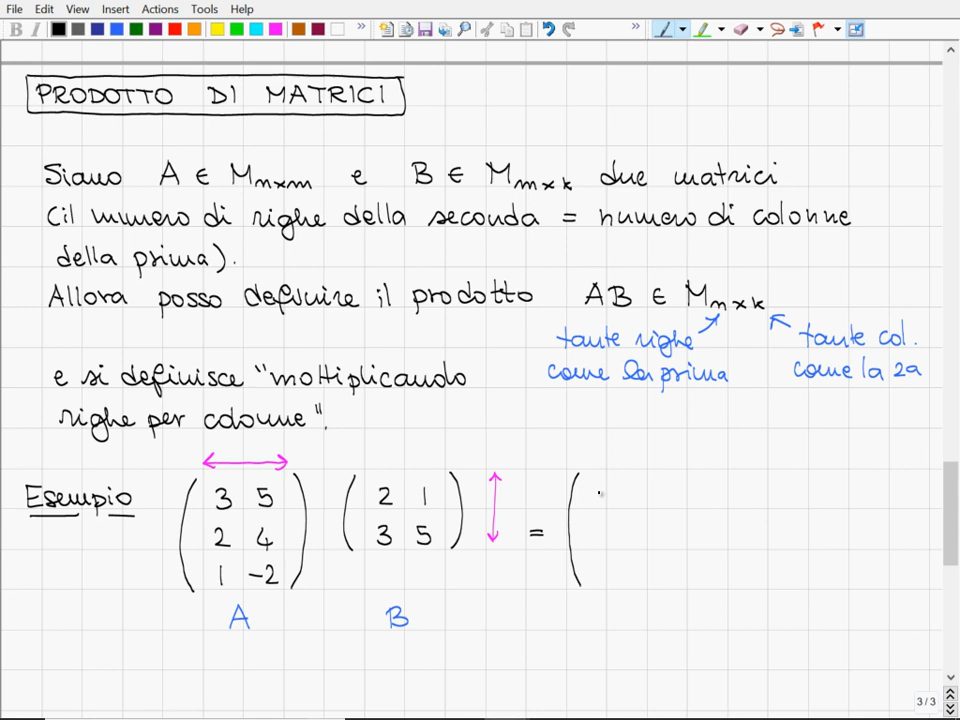 File Edit View Insert Actions Tools Help
B I
PRODOTTO DI MATRICI
Siano A ∈ M n×m e B ∈ M m×k due matrici
(il numero di righe della seconda = numero di colonne
della prima).
Allora posso definire il prodotto AB ∈ M n×k
tante righe
come la prima
tante col.
come la 2a
e si definisce "moltiplicando
righe per colonne".
Esempio ( 3 5 ) ( 2 1 )
( 2 4 ) ( 3 5 ) = (
( 1 -2 )
A B
3 / 3